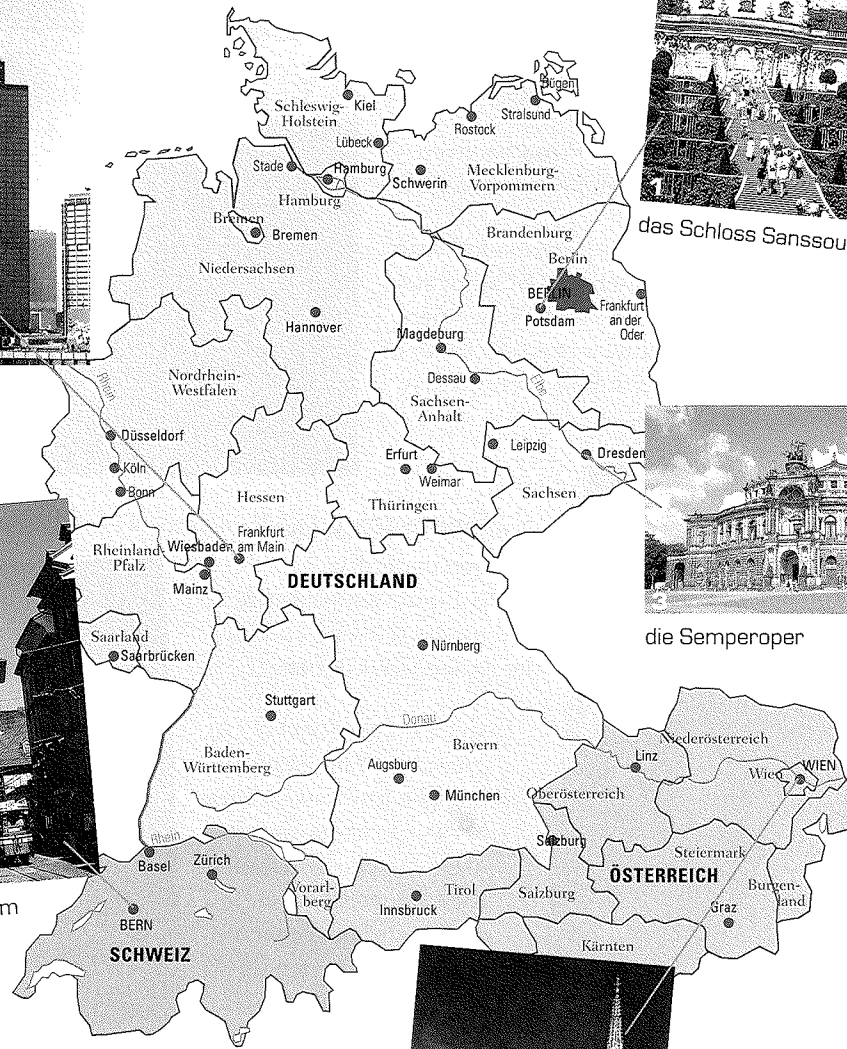 Rügen
Kiel
Stralsund
Schleswig-
Holstein
Rostock
Lübeck
1
Stade
Hamburg
Schwerin
Mecklenburg-
Vorpommern
Hamburg
Bremen
Bremen
Brandenburg
das Schloss Sanssou
Niedersachsen
Berlin
BERLIN
Potsdam
Frankfurt
an der
Oder
Hannover
Magdeburg
Nordrhein-
Westfalen
Rhein
Dessau
Elbe
Sachsen-
Anhalt
Düsseldorf
Leipzig
Dresden
Köln
Erfurt
Weimar
Bonn
Hessen
Thüringen
Sachsen
Rheinland-
Pfalz
Wiesbaden
Frankfurt
am Main
Mainz
DEUTSCHLAND
3
die Semperoper
Saarland
Saarbrücken
Nürnberg
Stuttgart
Donau
Baden-
Württemberg
Bayern
Augsburg
München
Linz
Niederösterreich
Wien
WIEN
Oberösterreich
Rhein
Basel
Zürich
Salzburg
Steiermark
ÖSTERREICH
Vorarl-
berg
Tirol
Salzburg
Burgen-
land
Innsbruck
Graz
BERN
m
SCHWEIZ
Kärnten